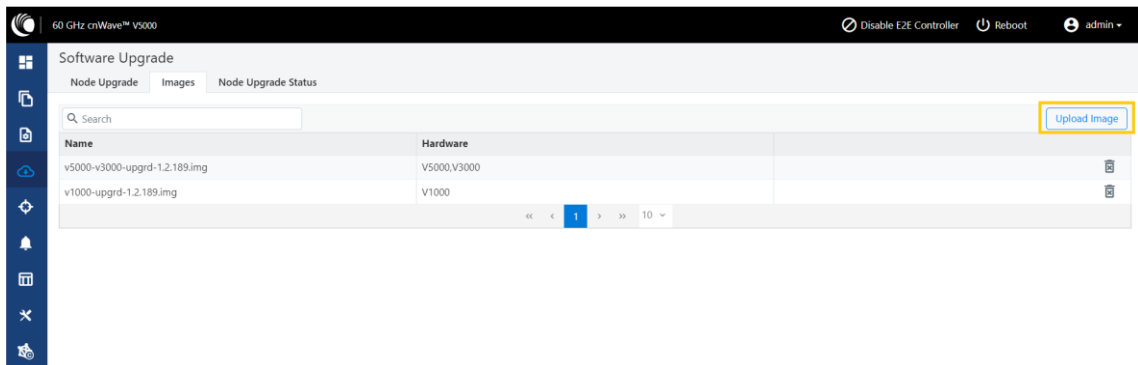 60 GHz cnWave™ V5000 Disable E2E Controller Reboot admin
Software Upgrade
Node Upgrade Images Node Upgrade Status
Search Upload Image
Name Hardware
v5000-v3000-upgrd-1.2.189.img V5000,V3000
v1000-upgrd-1.2.189.img V1000
« ‹ 1 › » 10